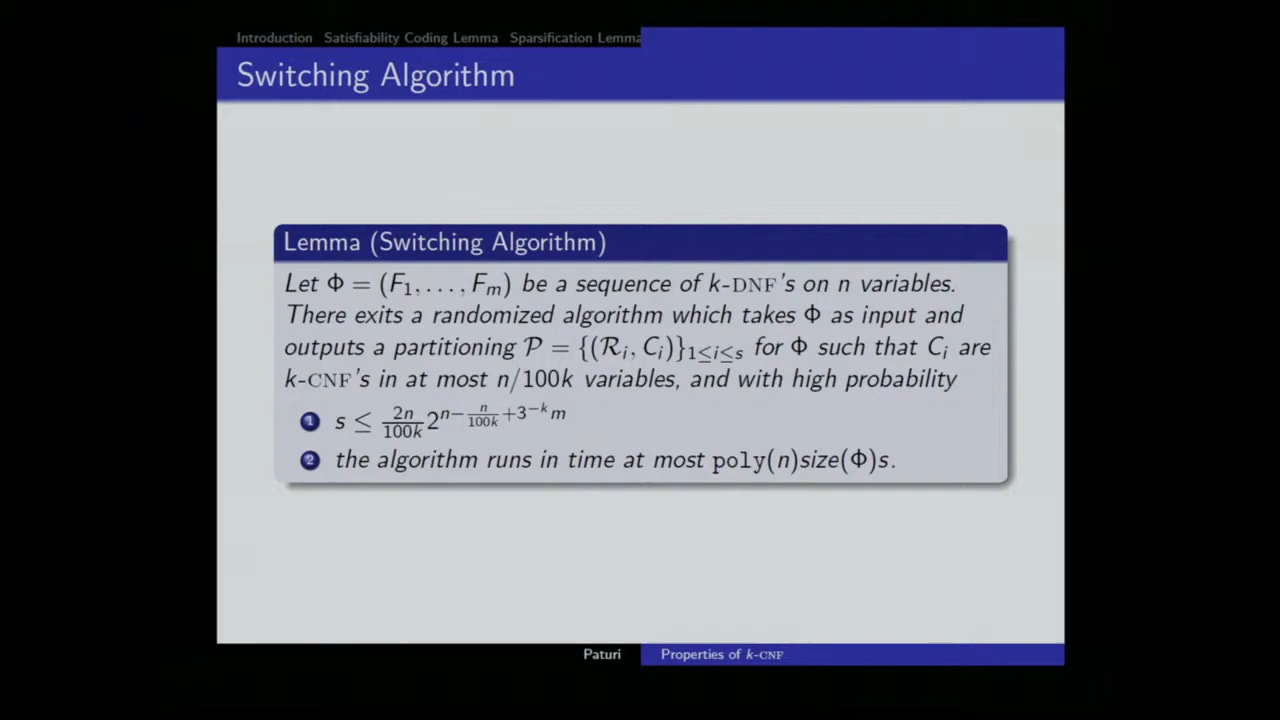 Introduction Satisfiability Coding Lemma Sparsification Lemma
Switching Algorithm
Lemma (Switching Algorithm)
Let Φ = (F₁, . . . , Fₘ) be a sequence of k-DNF's on n variables.
There exits a randomized algorithm which takes Φ as input and
outputs a partitioning 𝒫 = {(ℛᵢ, Cᵢ)}₁≤ᵢ≤ₛ for Φ such that Cᵢ are
k-CNF's in at most n/100k variables, and with high probability
1 s ≤ \frac{2n}{100k} 2^{n−\frac{n}{100k}+3^{−k}m}
2 the algorithm runs in time at most poly(n)size(Φ)s.
Paturi Properties of k-CNF